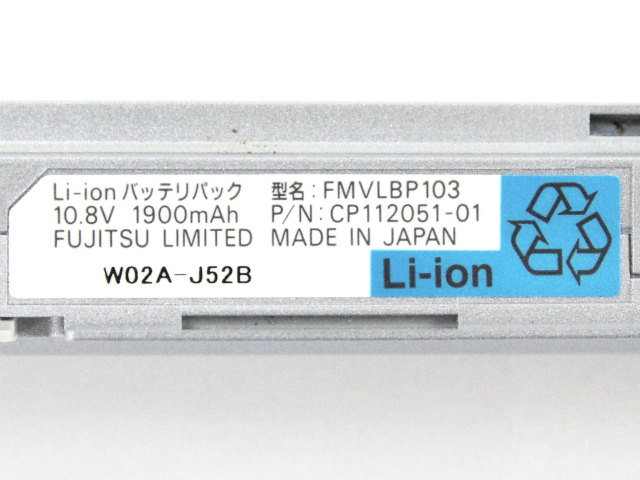 Li-ion バッテリパック 型名：FMVLBP103
10.8V 1900mAh P/N：CP112051-01
FUJITSU LIMITED MADE IN JAPAN
W02A-J52B
Li-ion